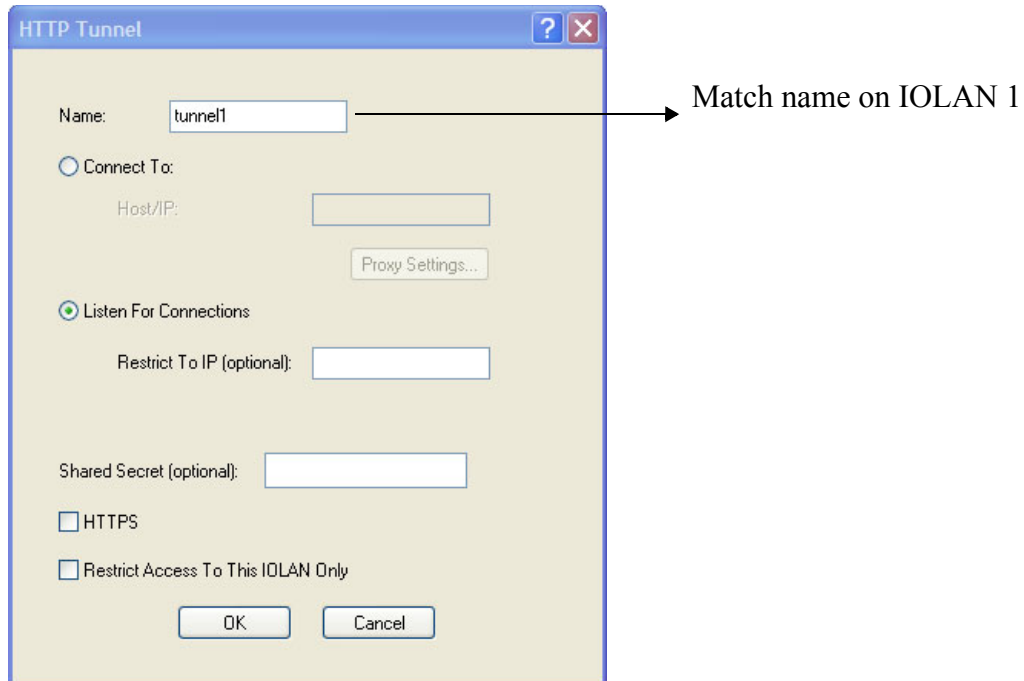 HTTP Tunnel
Name: tunnel1
Match name on IOLAN 1
Connect To:
Host/IP:
Proxy Settings...
Listen For Connections
Restrict To IP (optional):
Shared Secret (optional):
HTTPS
Restrict Access To This IOLAN Only
OK Cancel